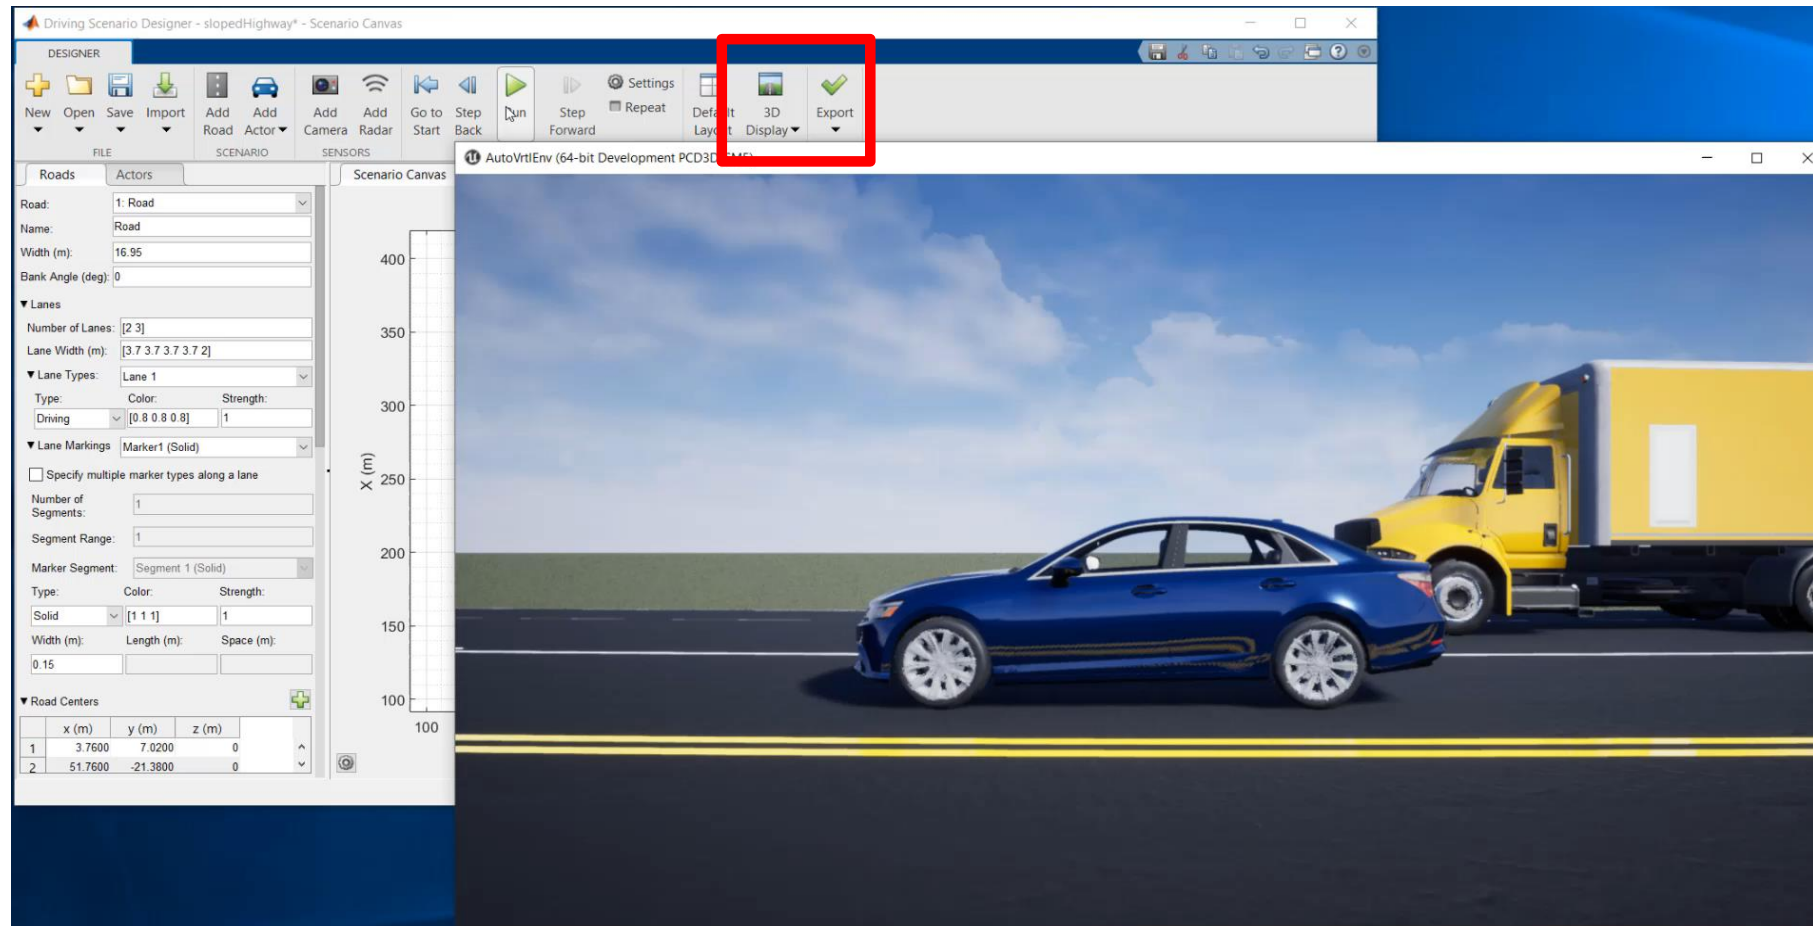 Driving Scenario Designer - slopedHighway* - Scenario Canvas
DESIGNER
New Open Save Import Add Road Add Actor Add Camera Add Radar Go to Start Step Back Run Step Forward Settings Repeat Default Layout 3D Display Export
FILE SCENARIO SENSORS
AutoVrtlEnv (64-bit Development PCD3D
Roads Actors Scenario Canvas
Road: 1: Road
Name: Road
Width (m): 16.95
Bank Angle (deg): 0
Lanes
Number of Lanes: [2 3]
Lane Width (m): [3.7 3.7 3.7 3.7 2]
Lane Types: Lane 1
Type: Color: Strength:
Driving [0.8 0.8 0.8] 1
Lane Markings Marker1 (Solid)
Specify multiple marker types along a lane
Number of Segments: 1
Segment Range: 1
Marker Segment: Segment 1 (Solid)
Type: Color: Strength:
Solid [1 1 1] 1
Width (m): Length (m): Space (m):
0.15
Road Centers
x (m) y (m) z (m)
1 3.7600 7.0200 0
2 51.7600 -21.3800 0
400
350
300
X (m)
250
200
150
100
100